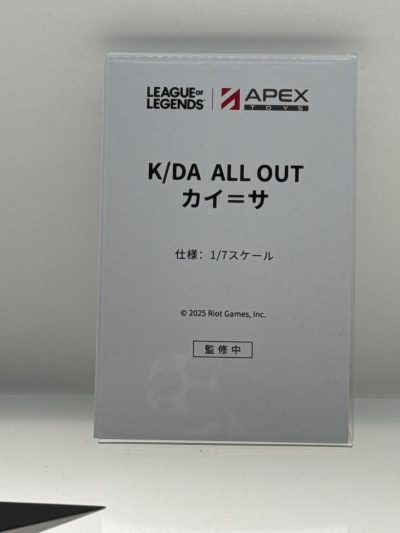 LEAGUE OF LEGENDS
APEX TOYS
K/DA ALL OUT
カイ=サ
仕様: 1/7スケール
© 2025 Riot Games, Inc.
監修中